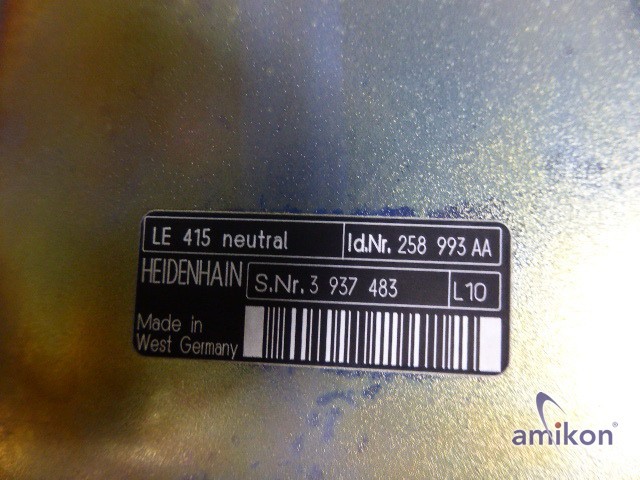 LE 415 neutral
Id.Nr. 258 993 AA
HEIDENHAIN
S.Nr. 3 937 483
L10
Made in
West Germany
amikon®